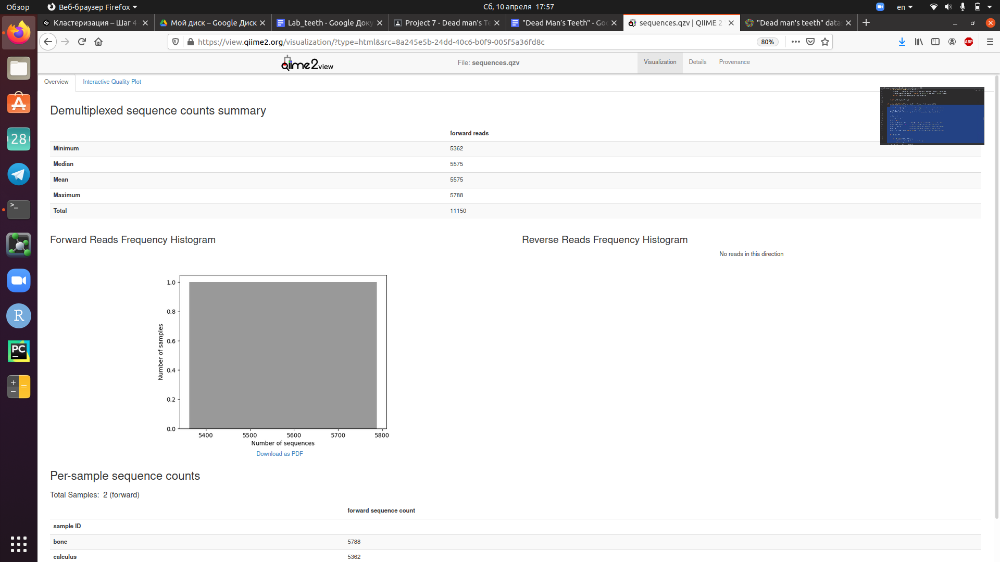 Обзор Веб-браузер Firefox Сб, 10 апреля 17:57 en
Кластеризация – Шаг 4 Мой диск – Google Диск Lab_teeth - Google Доку Project 7 - Dead man's Te "Dead Man's Teeth" - Goo sequences.qzv | QIIME 2 "Dead man's teeth" data
https://view.qiime2.org/visualization/?type=html&src=8a245e5b-24dd-40c6-b0f9-005f5a36fd8c 80% ABP
qiime2view File: sequences.qzv Visualization Details Provenance
Overview Interactive Quality Plot
Demultiplexed sequence counts summary
forward reads
Minimum 5362
Median 5575
Mean 5575
Maximum 5788
Total 11150
Forward Reads Frequency Histogram Reverse Reads Frequency Histogram
No reads in this direction
1.0
0.8
0.6
0.4
0.2
0.0
Number of samples
5400 5500 5600 5700 5800
Number of sequences
Download as PDF
Per-sample sequence counts
Total Samples: 2 (forward)
forward sequence count
sample ID
bone 5788
calculus 5362
28
>_
R
PC
+ = −